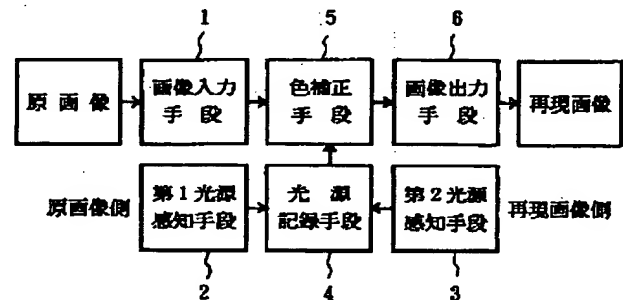 1 5 6
原画像
画像入力
手段
色補正
手段
画像出力
手段
再現画像
原画像側
第1光源
感知手段
光源
記録手段
第2光源
感知手段
再現画像側
2 4 3